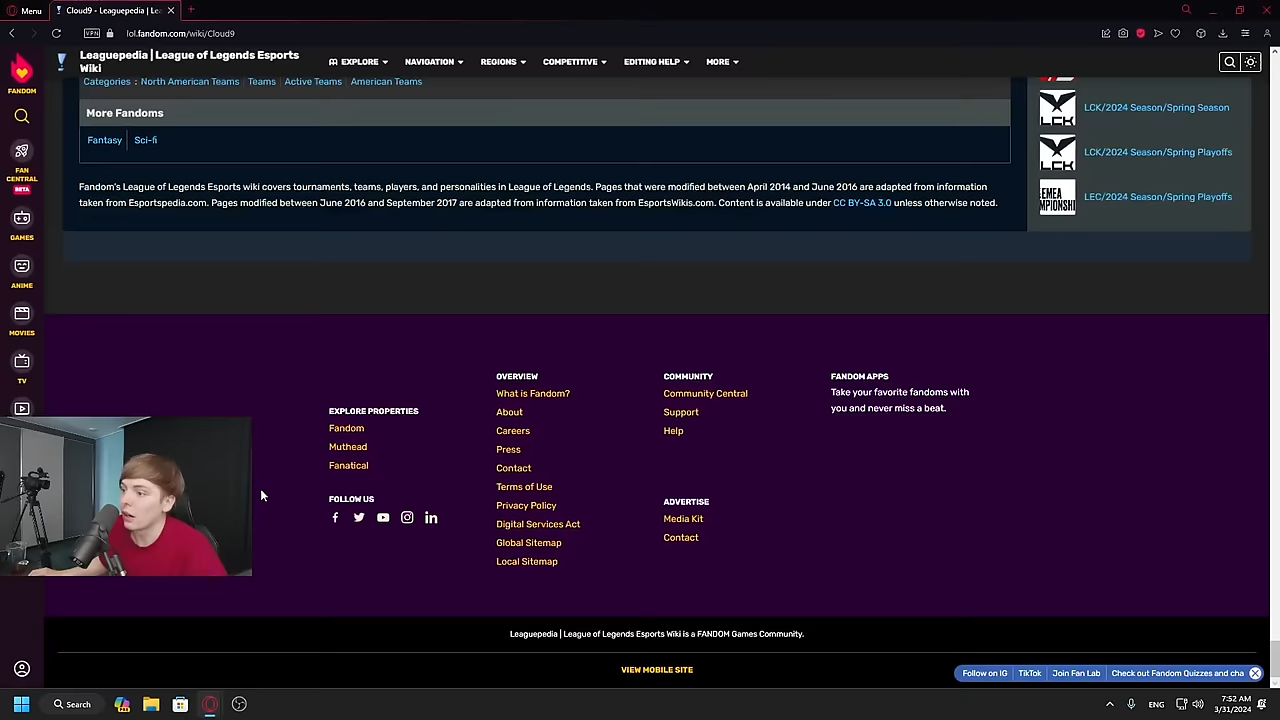 Menu
Cloud9 - Leaguepedia | Le
VPN
lol.fandom.com/wiki/Cloud9
FANDOM
FAN CENTRAL
BETA
GAMES
ANIME
MOVIES
TV
Leaguepedia | League of Legends Esports Wiki
EXPLORE
NAVIGATION
REGIONS
COMPETITIVE
EDITING HELP
MORE
Categories : North American Teams Teams Active Teams American Teams
More Fandoms
Fantasy Sci-fi
Fandom's League of Legends Esports wiki covers tournaments, teams, players, and personalities in League of Legends. Pages that were modified between April 2014 and June 2016 are adapted from information
taken from Esportspedia.com. Pages modified between June 2016 and September 2017 are adapted from information taken from EsportsWikis.com. Content is available under CC BY-SA 3.0 unless otherwise noted.
LCK
LCK/2024 Season/Spring Season
LCK
LCK/2024 Season/Spring Playoffs
LEC/2024 Season/Spring Playoffs
EXPLORE PROPERTIES
Fandom
Muthead
Fanatical
FOLLOW US
OVERVIEW
What is Fandom?
About
Careers
Press
Contact
Terms of Use
Privacy Policy
Digital Services Act
Global Sitemap
Local Sitemap
COMMUNITY
Community Central
Support
Help
ADVERTISE
Media Kit
Contact
FANDOM APPS
Take your favorite fandoms with
you and never miss a beat.
Leaguepedia | League of Legends Esports Wiki is a FANDOM Games Community.
VIEW MOBILE SITE
Follow on IG
TikTok
Join Fan Lab
Check out Fandom Quizzes and cha
Search
ENG
7:52 AM
3/31/2024